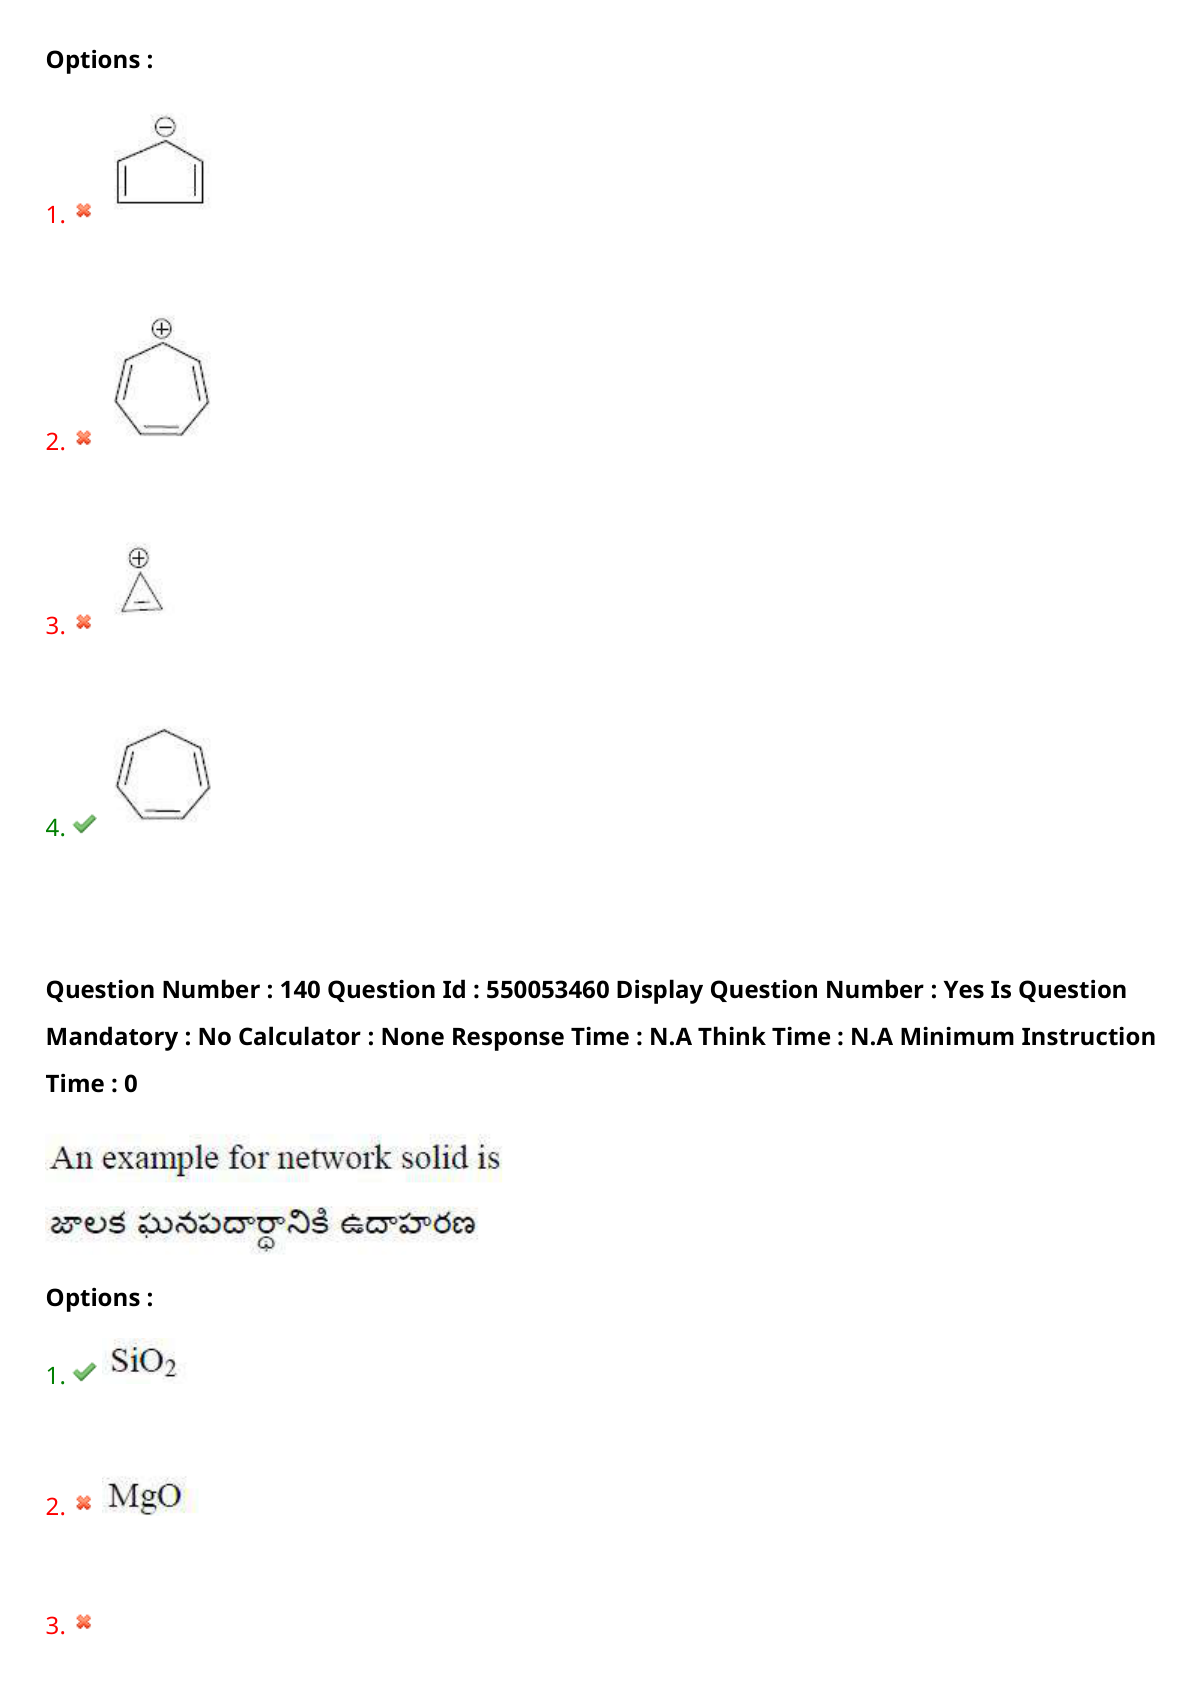 Options :
1.
2.
3.
4.
Question Number : 140 Question Id : 550053460 Display Question Number : Yes Is Question
Mandatory : No Calculator : None Response Time : N.A Think Time : N.A Minimum Instruction
Time : 0
An example for network solid is
జాలక ఘనపదార్థానికి ఉదాహరణ
Options :
1. SiO₂
2. MgO
3.